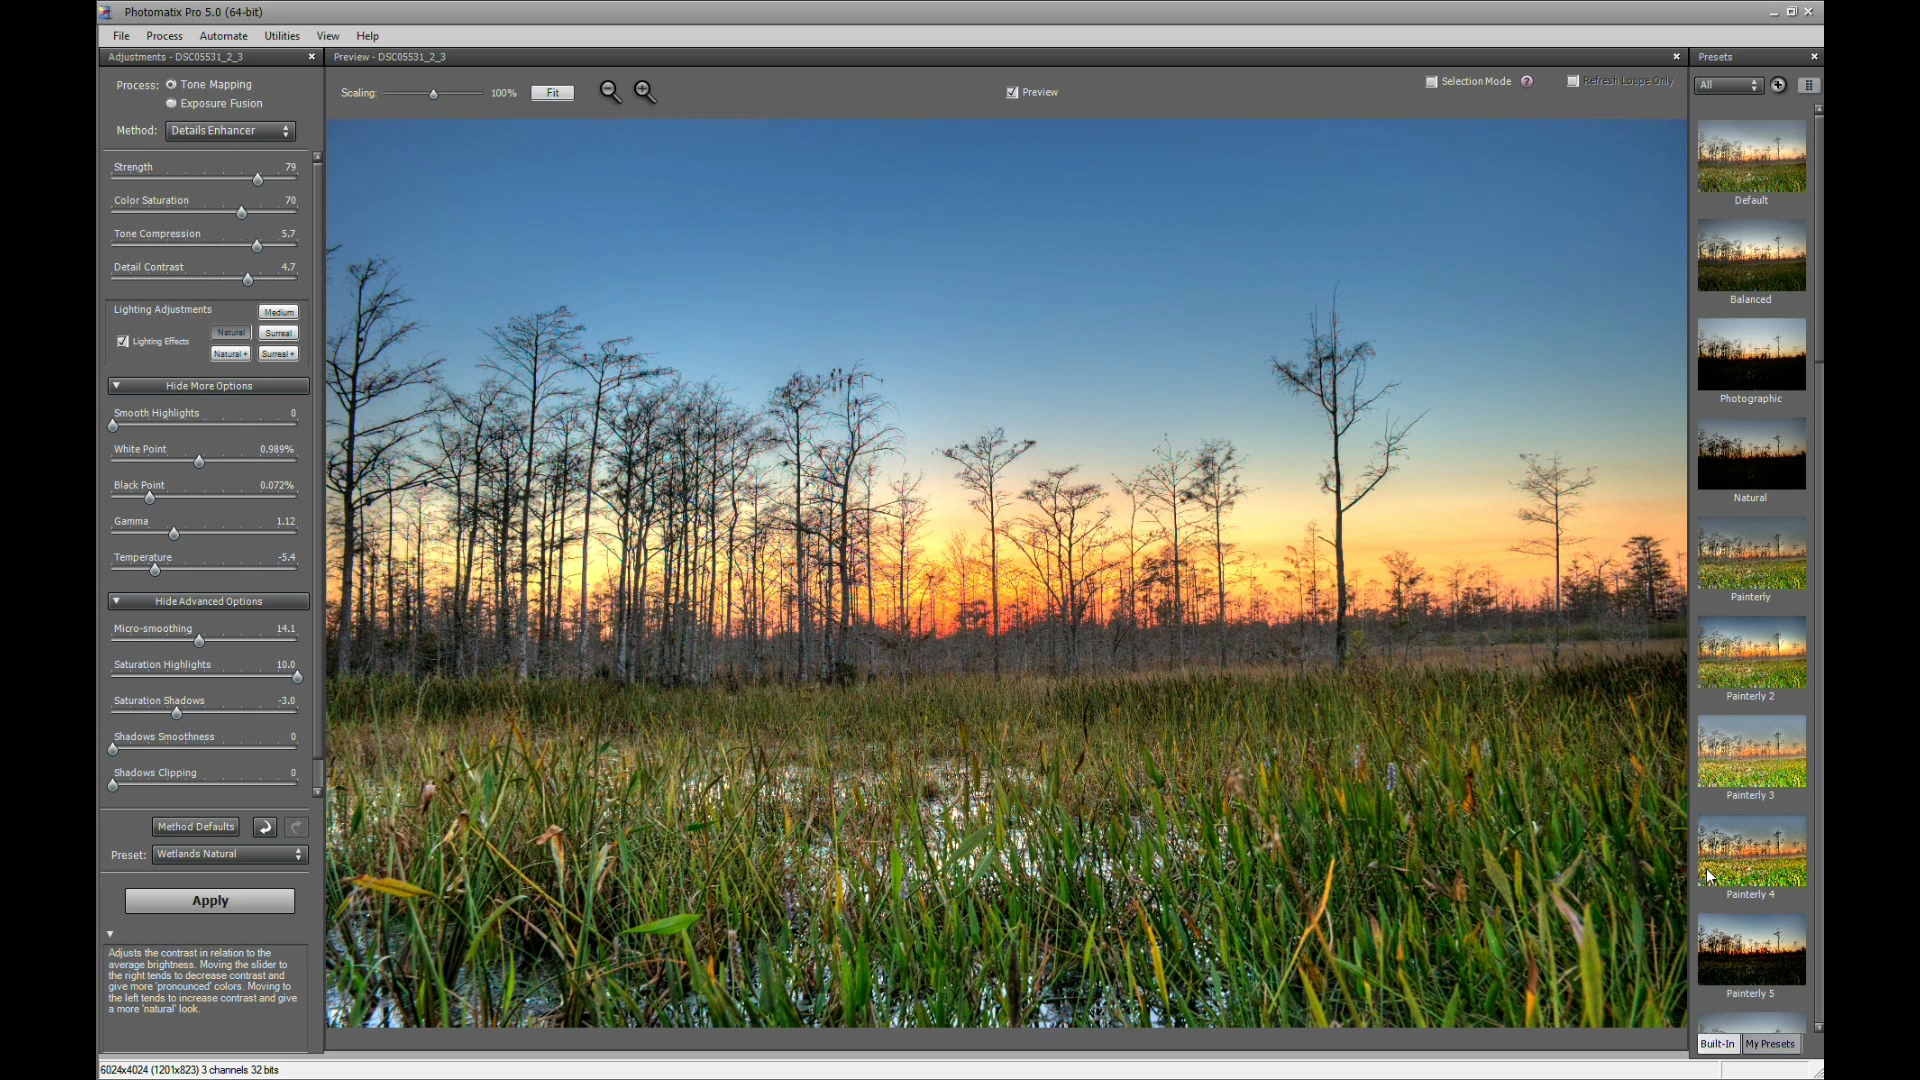 Photomatix Pro 5.0 (64-bit)
File Process Automate Utilities View Help
Adjustments - DSC05531_2_3
Process: Tone Mapping
Exposure Fusion
Method: Details Enhancer
Strength 79
Color Saturation 70
Tone Compression 5.7
Detail Contrast 4.7
Lighting Adjustments Medium
Lighting Effects Natural Surreal
Natural + Surreal +
Hide More Options
Smooth Highlights 0
White Point 0.989%
Black Point 0.072%
Gamma 1.12
Temperature -5.4
Hide Advanced Options
Micro-smoothing 14.1
Saturation Highlights 10.0
Saturation Shadows -3.0
Shadows Smoothness 0
Shadows Clipping 0
Method Defaults
Preset: Wetlands Natural
Apply
Adjusts the contrast in relation to the
average brightness. Moving the slider to
the right tends to decrease contrast and
give more 'pronounced' colors. Moving to
the left tends to increase contrast and give
a more 'natural' look.
Preview - DSC05531_2_3
Scaling: 100% Fit Preview Selection Mode ? Refresh Loupe Only
Presets
All
Default
Balanced
Photographic
Natural
Painterly
Painterly 2
Painterly 3
Painterly 4
Painterly 5
Built-In My Presets
6024x4024 (1201x823) 3 channels 32 bits